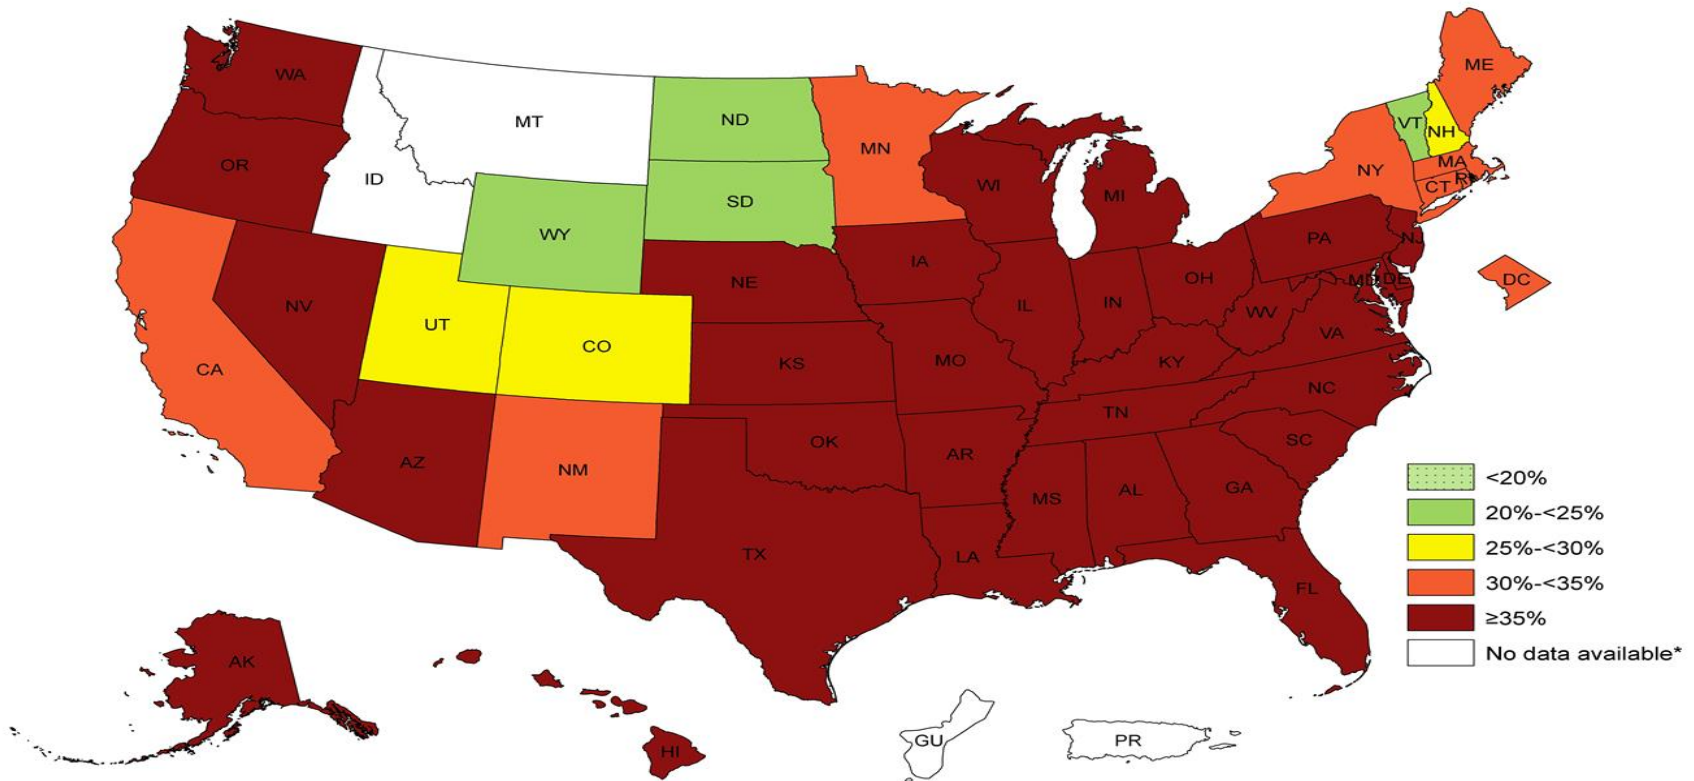 WA
MT
ND
MN
ME
VT
NH
OR
ID
SD
WI
MI
NY
MA
CT
RI
WY
IA
PA
NJ
NE
OH
MD
DE
DC
NV
UT
CO
IL
IN
WV
VA
CA
KS
MO
KY
NC
TN
AZ
NM
OK
AR
SC
MS
AL
GA
TX
LA
FL
AK
HI
GU
PR
<20%
20%-<25%
25%-<30%
30%-<35%
≥35%
No data available*